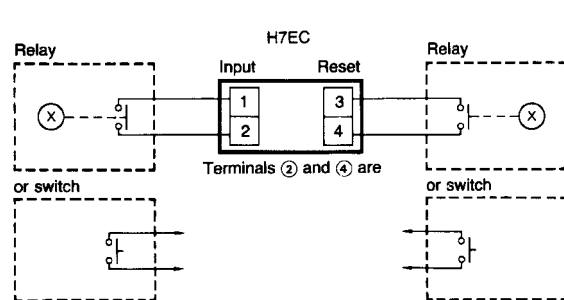 H7EC
Relay
Input
Reset
Relay
X
1
2
3
4
X
Terminals ② and ④ are
or switch
or switch